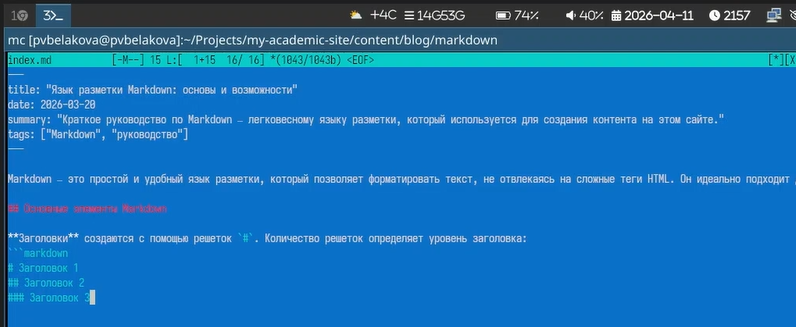 1
3>_ +4C 14G53G 74% 40% 2026-04-11 2157
mc [pvbelakova@pvbelakova]:~/Projects/my-academic-site/content/blog/markdown
index.md [-M--] 15 L:[ 1+15 16/ 16] *(1043/1043b) <EOF> [*][X
---
title: "Язык разметки Markdown: основы и возможности"
date: 2026-03-20
summary: "Краткое руководство по Markdown — легковесному языку разметки, который используется для создания контента на этом сайте."
tags: ["Markdown", "руководство"]
---
Markdown — это простой и удобный язык разметки, который позволяет форматировать текст, не отвлекаясь на сложные теги HTML. Он идеально подходит
## Основные элементы Markdown
**Заголовки** создаются с помощью решеток `#`. Количество решеток определяет уровень заголовка:
```markdown
# Заголовок 1
## Заголовок 2
### Заголовок 3